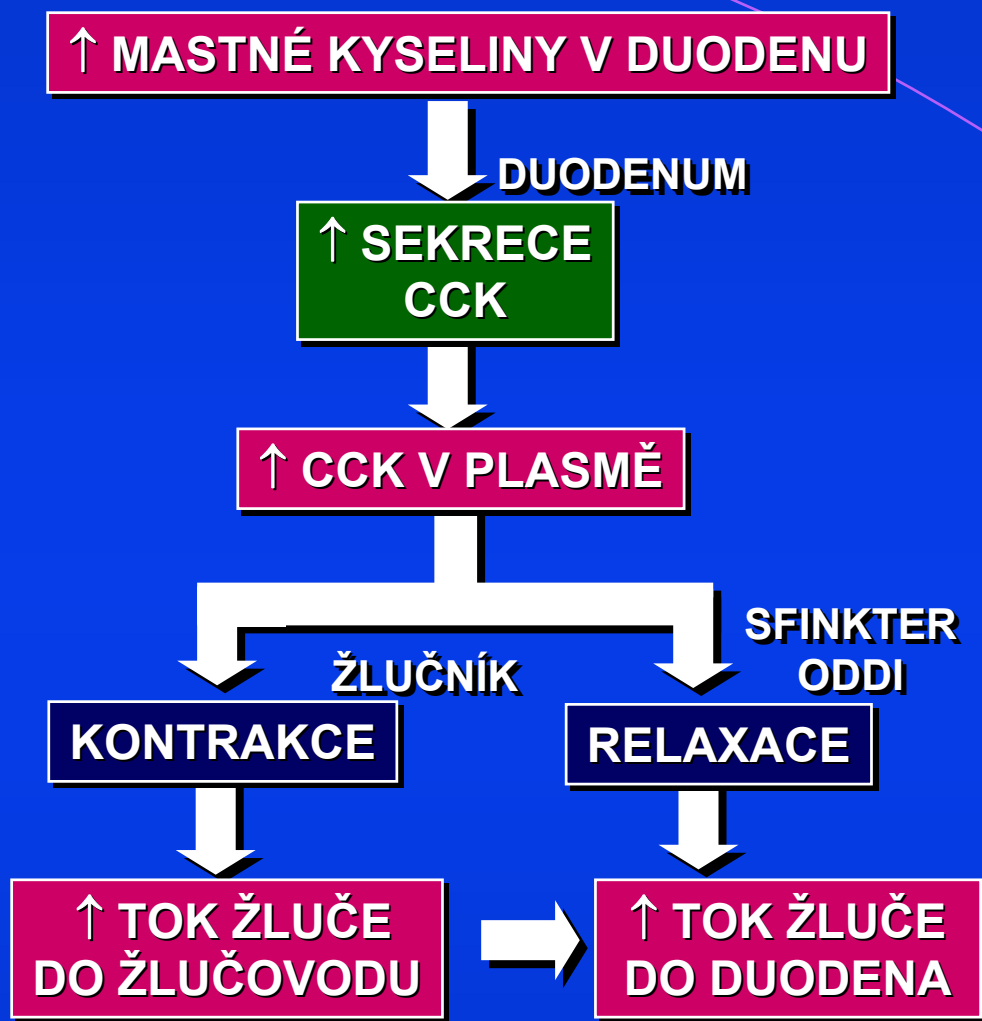 ↑ MASTNÉ KYSELINY V DUODENU
DUODENUM
↑ SEKRECE
CCK
↑ CCK V PLASMĚ
ŽLUČNÍK
SFINKTER
ODDI
KONTRAKCE
RELAXACE
↑ TOK ŽLUČE
DO ŽLUČOVODU
↑ TOK ŽLUČE
DO DUODENA